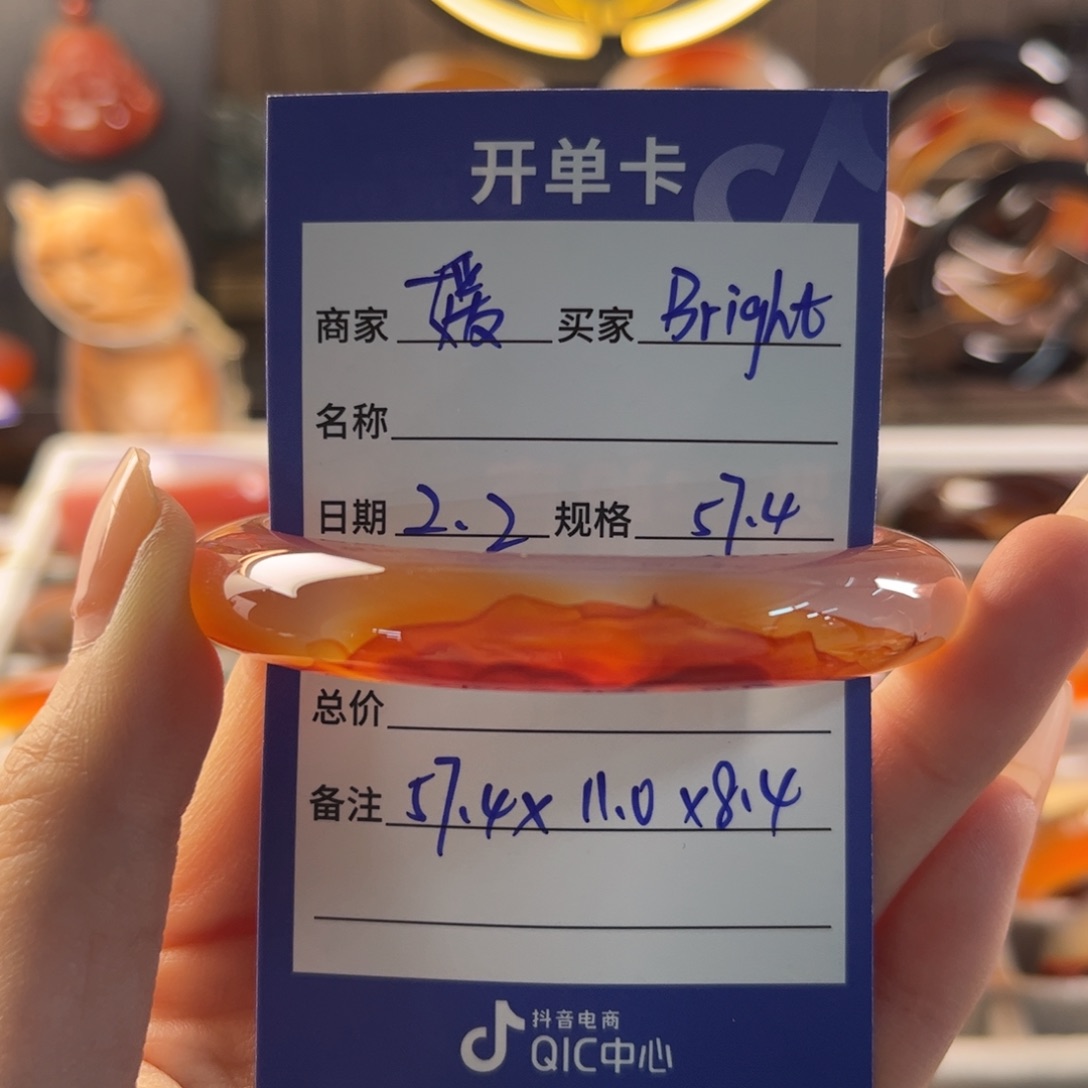 开单卡
商家 媛 买家 Bright
名称
日期 2.2 规格 57.4
总价
备注 57.4x 11.0 x8.4
抖音电商
QIC中心